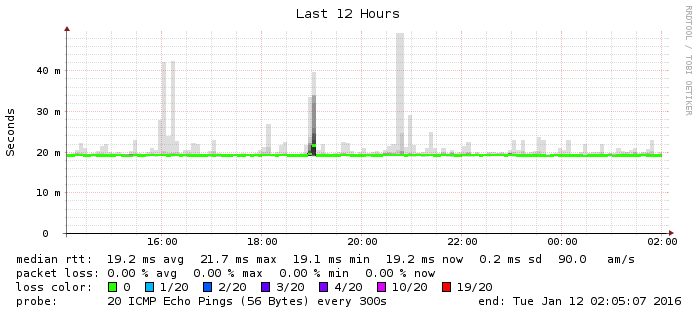 Last 12 Hours
RRDTOOL / TOBI OETIKER
Seconds
40 m
30 m
20 m
10 m
0
16:00 18:00 20:00 22:00 00:00 02:00
median rtt: 19.2 ms avg 21.7 ms max 19.1 ms min 19.2 ms now 0.2 ms sd 90.0 am/s
packet loss: 0.00 % avg 0.00 % max 0.00 % min 0.00 % now
loss color: 0 1/20 2/20 3/20 4/20 10/20 19/20
probe: 20 ICMP Echo Pings (56 Bytes) every 300s end: Tue Jan 12 02:05:07 2016